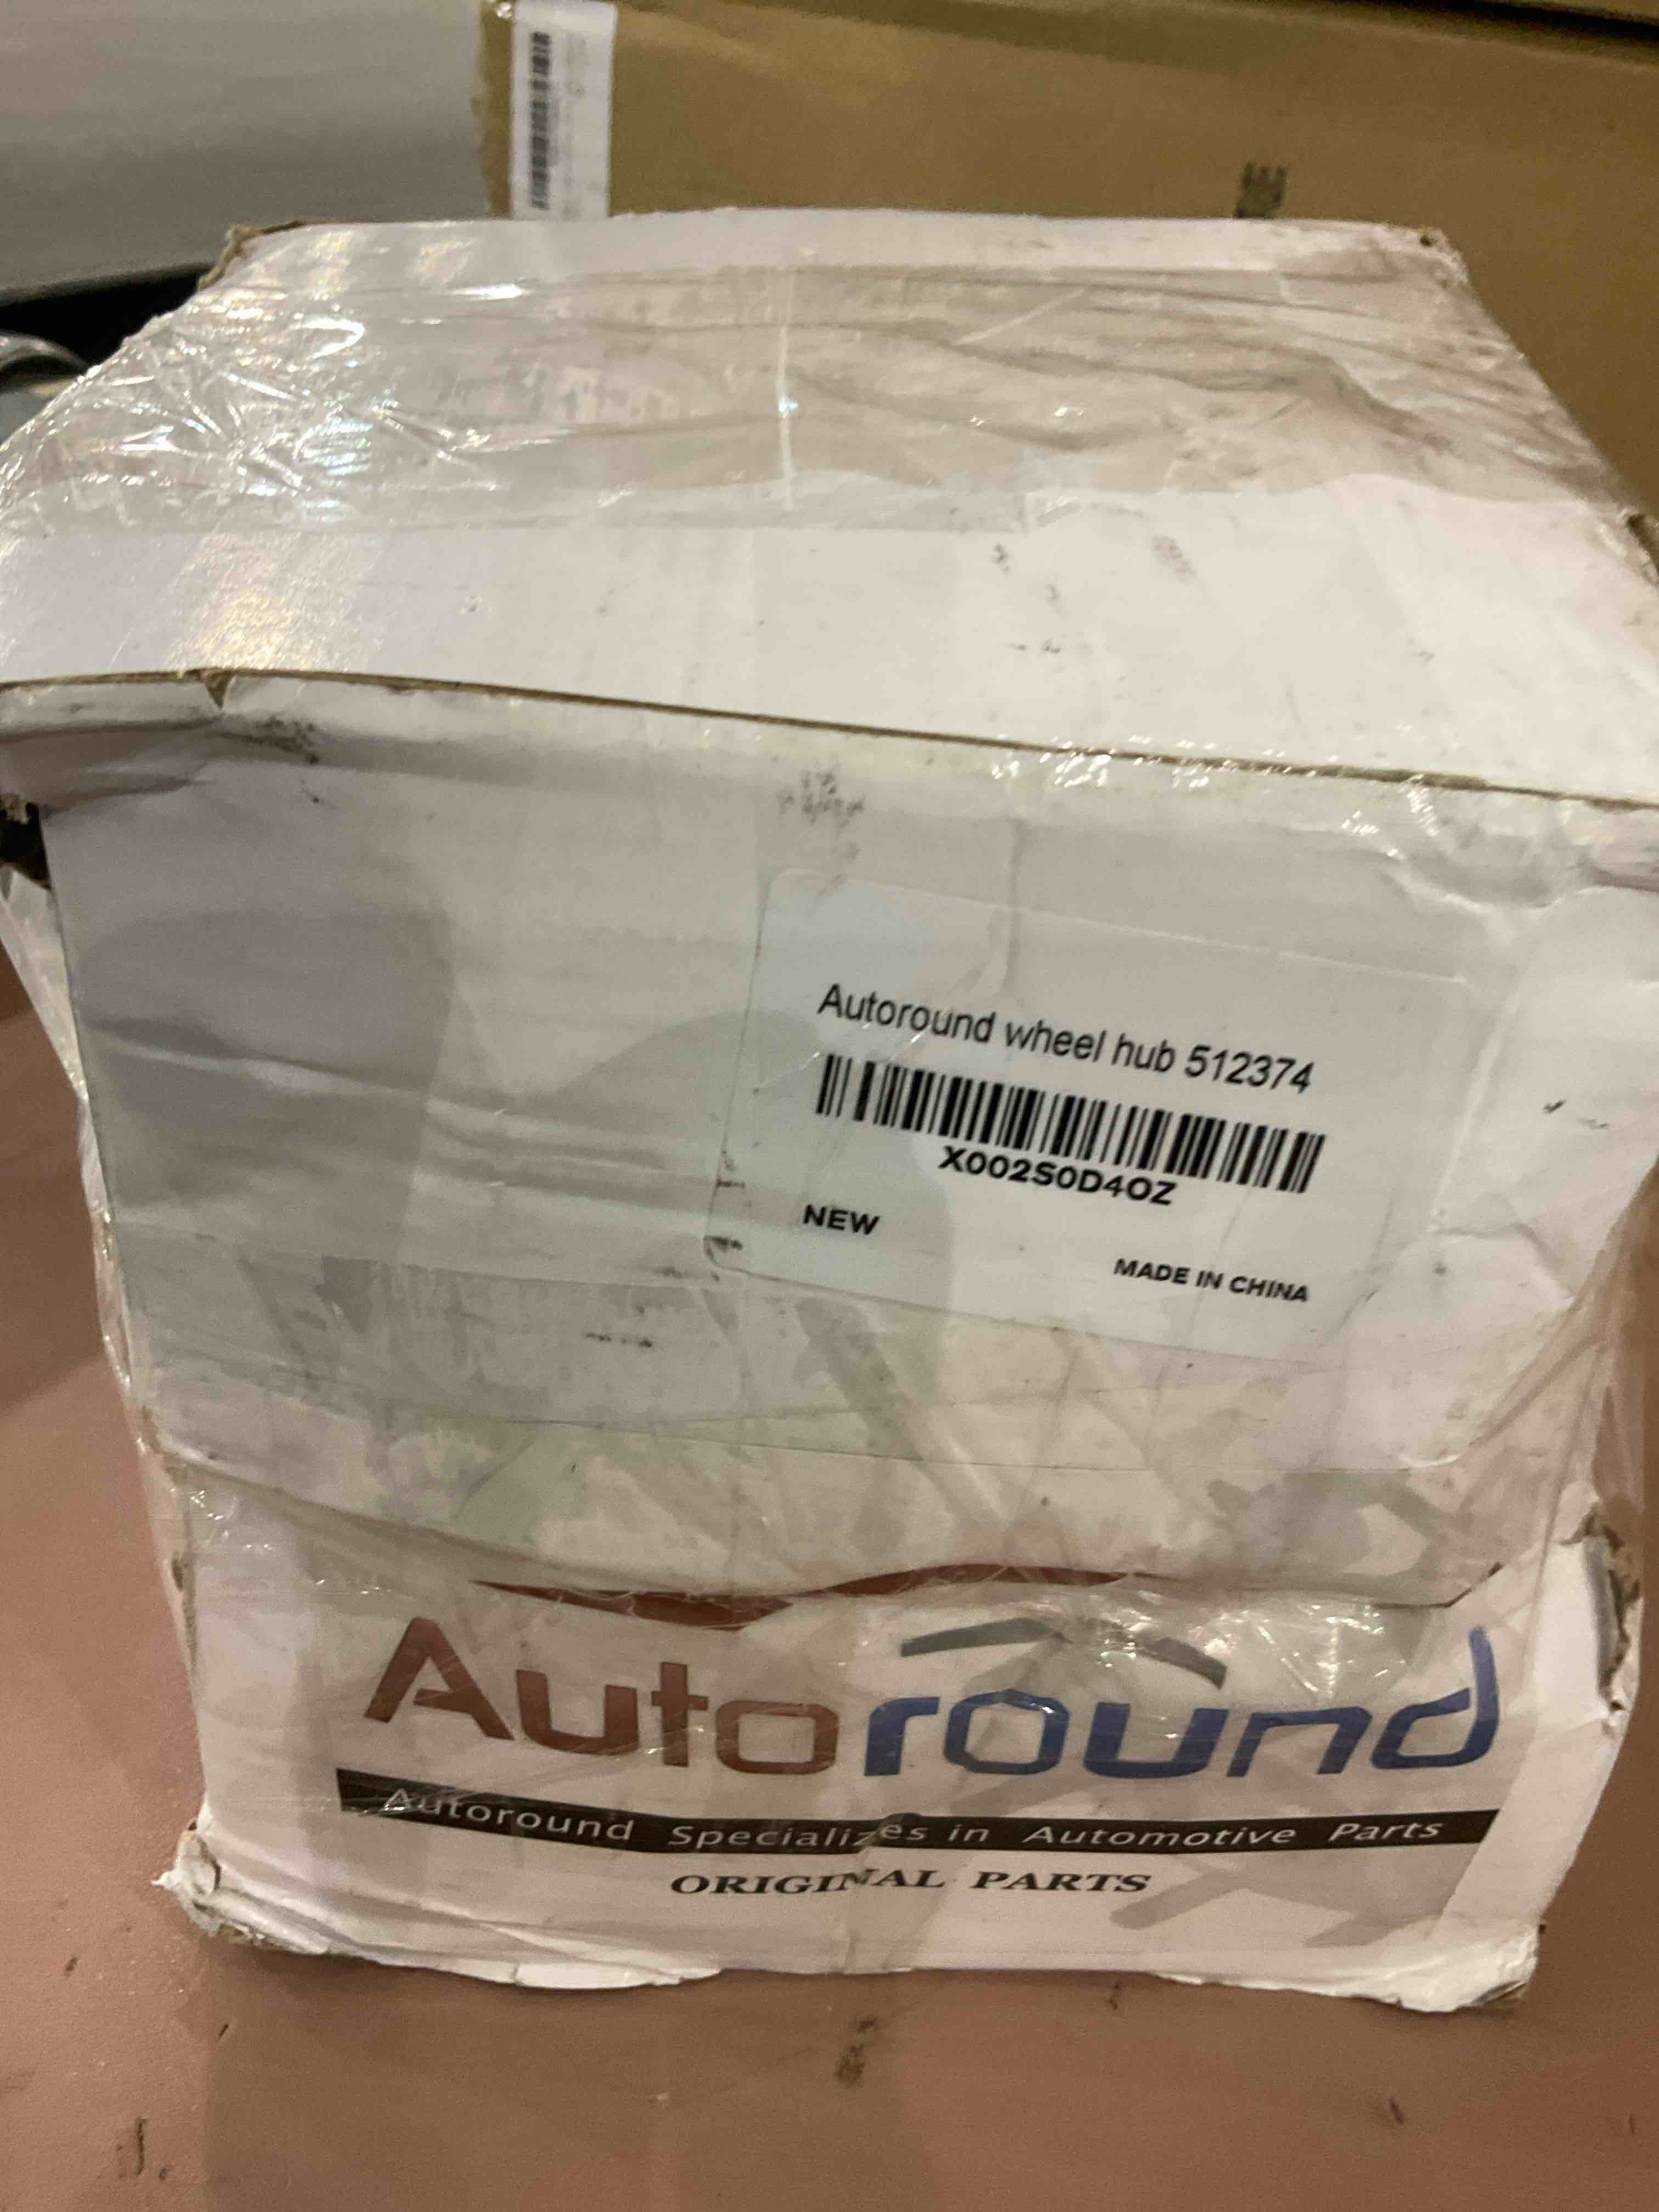 Autoround wheel hub 512374
X002S0D4OZ
NEW
MADE IN CHINA
Autoround
Autoround Specializes in Automotive Parts
ORIGINAL PARTS